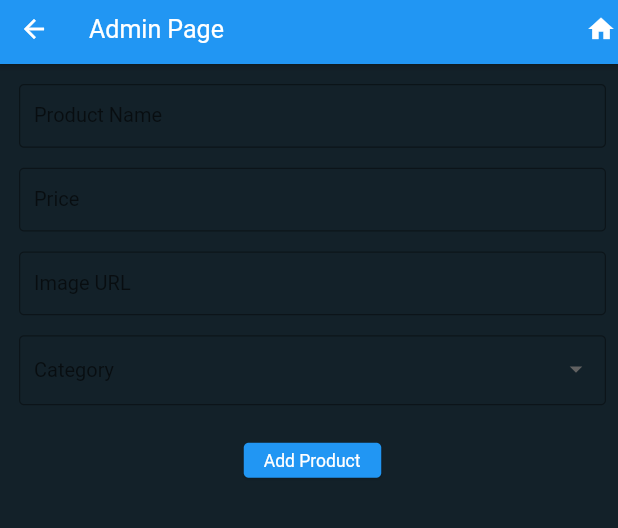 Admin Page
Product Name
Price
Image URL
Category
Add Product